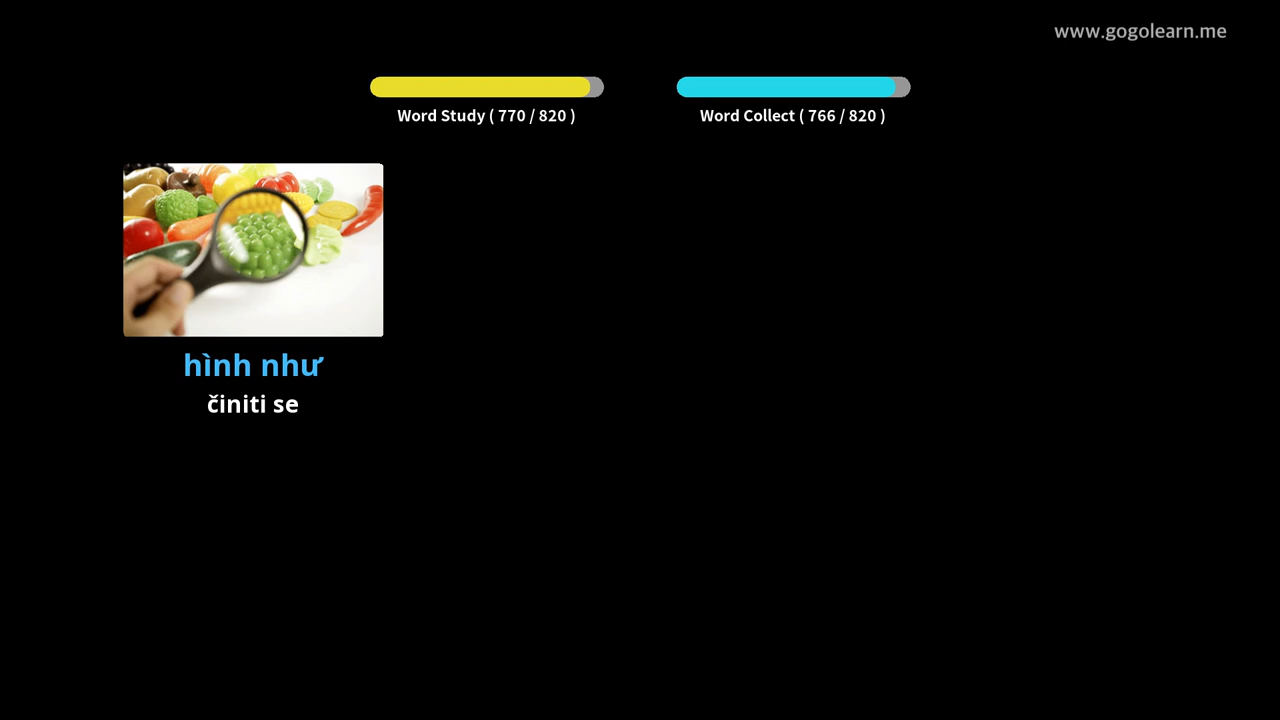 www.gogolearn.me
Word Study ( 770 / 820 )
Word Collect ( 766 / 820 )
hình như
činiti se